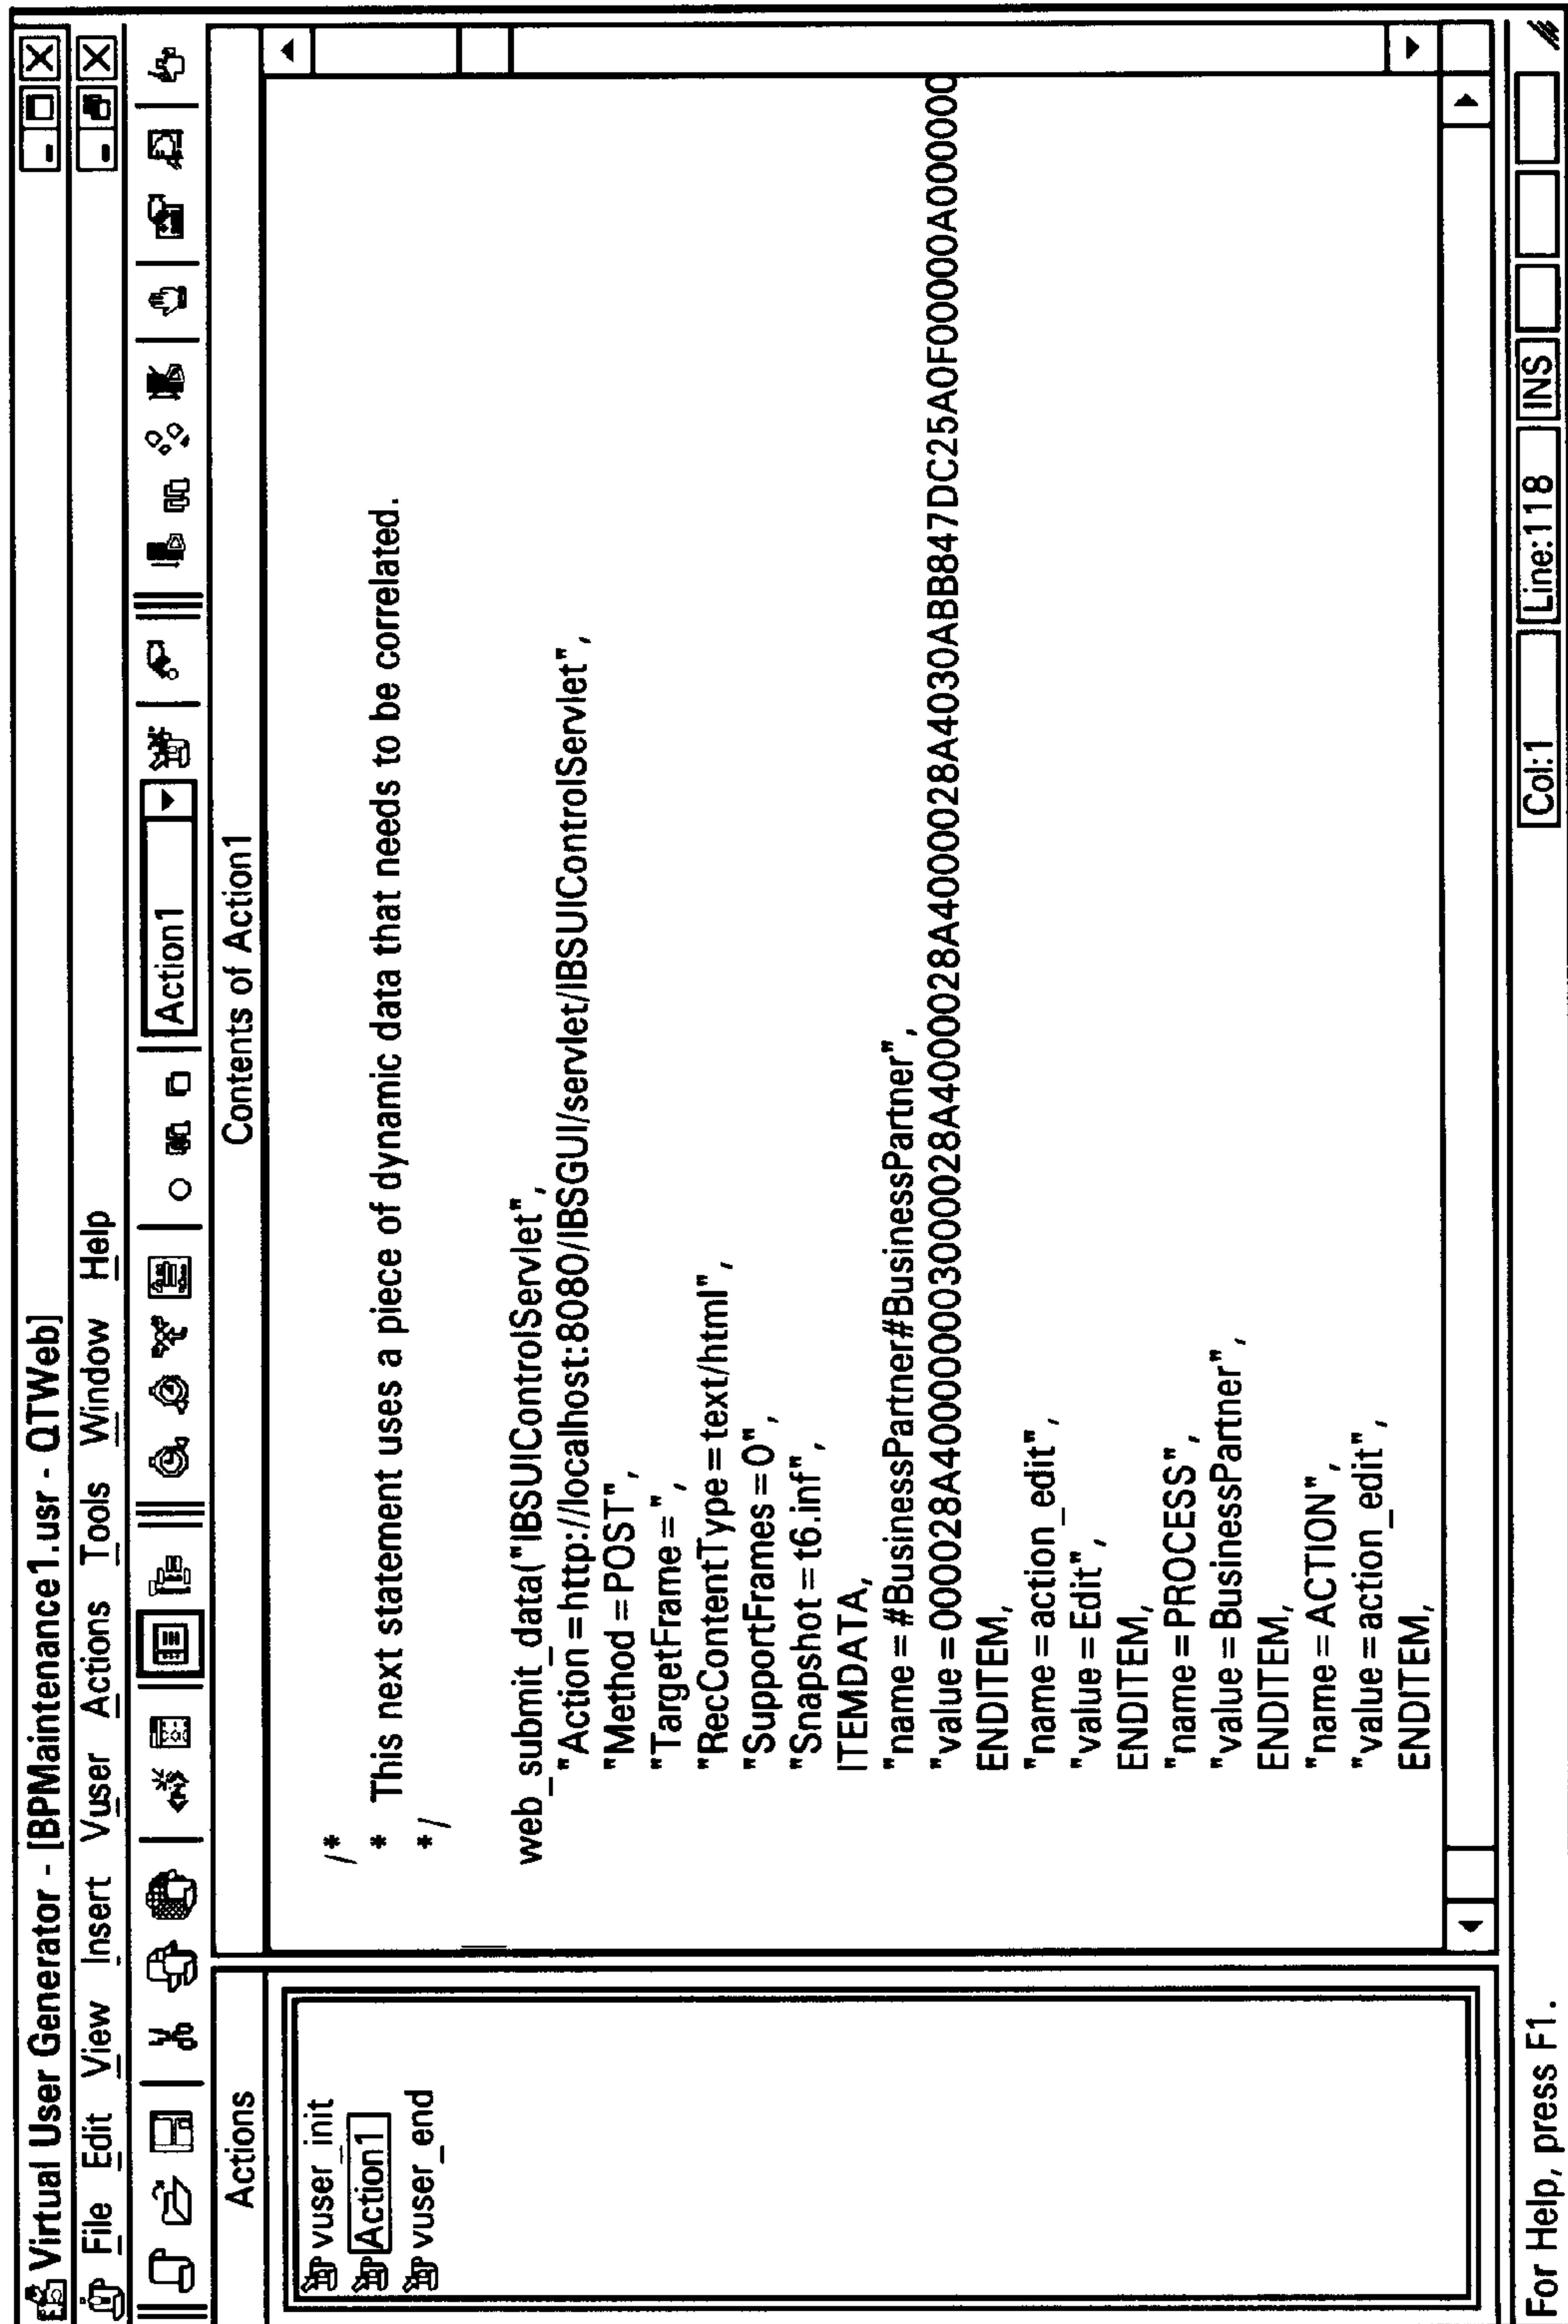 Virtual User Generator - [BPMaintenance1.usr - QTWeb]
File Edit View Insert Vuser Actions Tools Window Help
Action1
Actions
Contents of Action1
vuser_init
Action1
vuser_end
/*
* This next statement uses a piece of dynamic data that needs to be correlated.
*/
web_submit_data("IBSUIControlServlet",
"Action=http://localhost:8080/IBSGUI/servlet/IBSUIControlServlet",
"Method=POST",
"TargetFrame=",
"RecContentType=text/html",
"SupportFrames=0",
"Snapshot=t6.inf",
ITEMDATA,
"name=#BusinessPartner#BusinessPartner",
"value=000028A400000003000028A4000028A4000028A4030ABB847DC25A0F0000A000000
ENDITEM,
"name=action_edit",
"value=Edit",
ENDITEM,
"name=PROCESS",
"value=BusinessPartner",
ENDITEM,
"name=ACTION",
"value=action_edit",
ENDITEM,
For Help, press F1.
Col:1 Line:118 INS